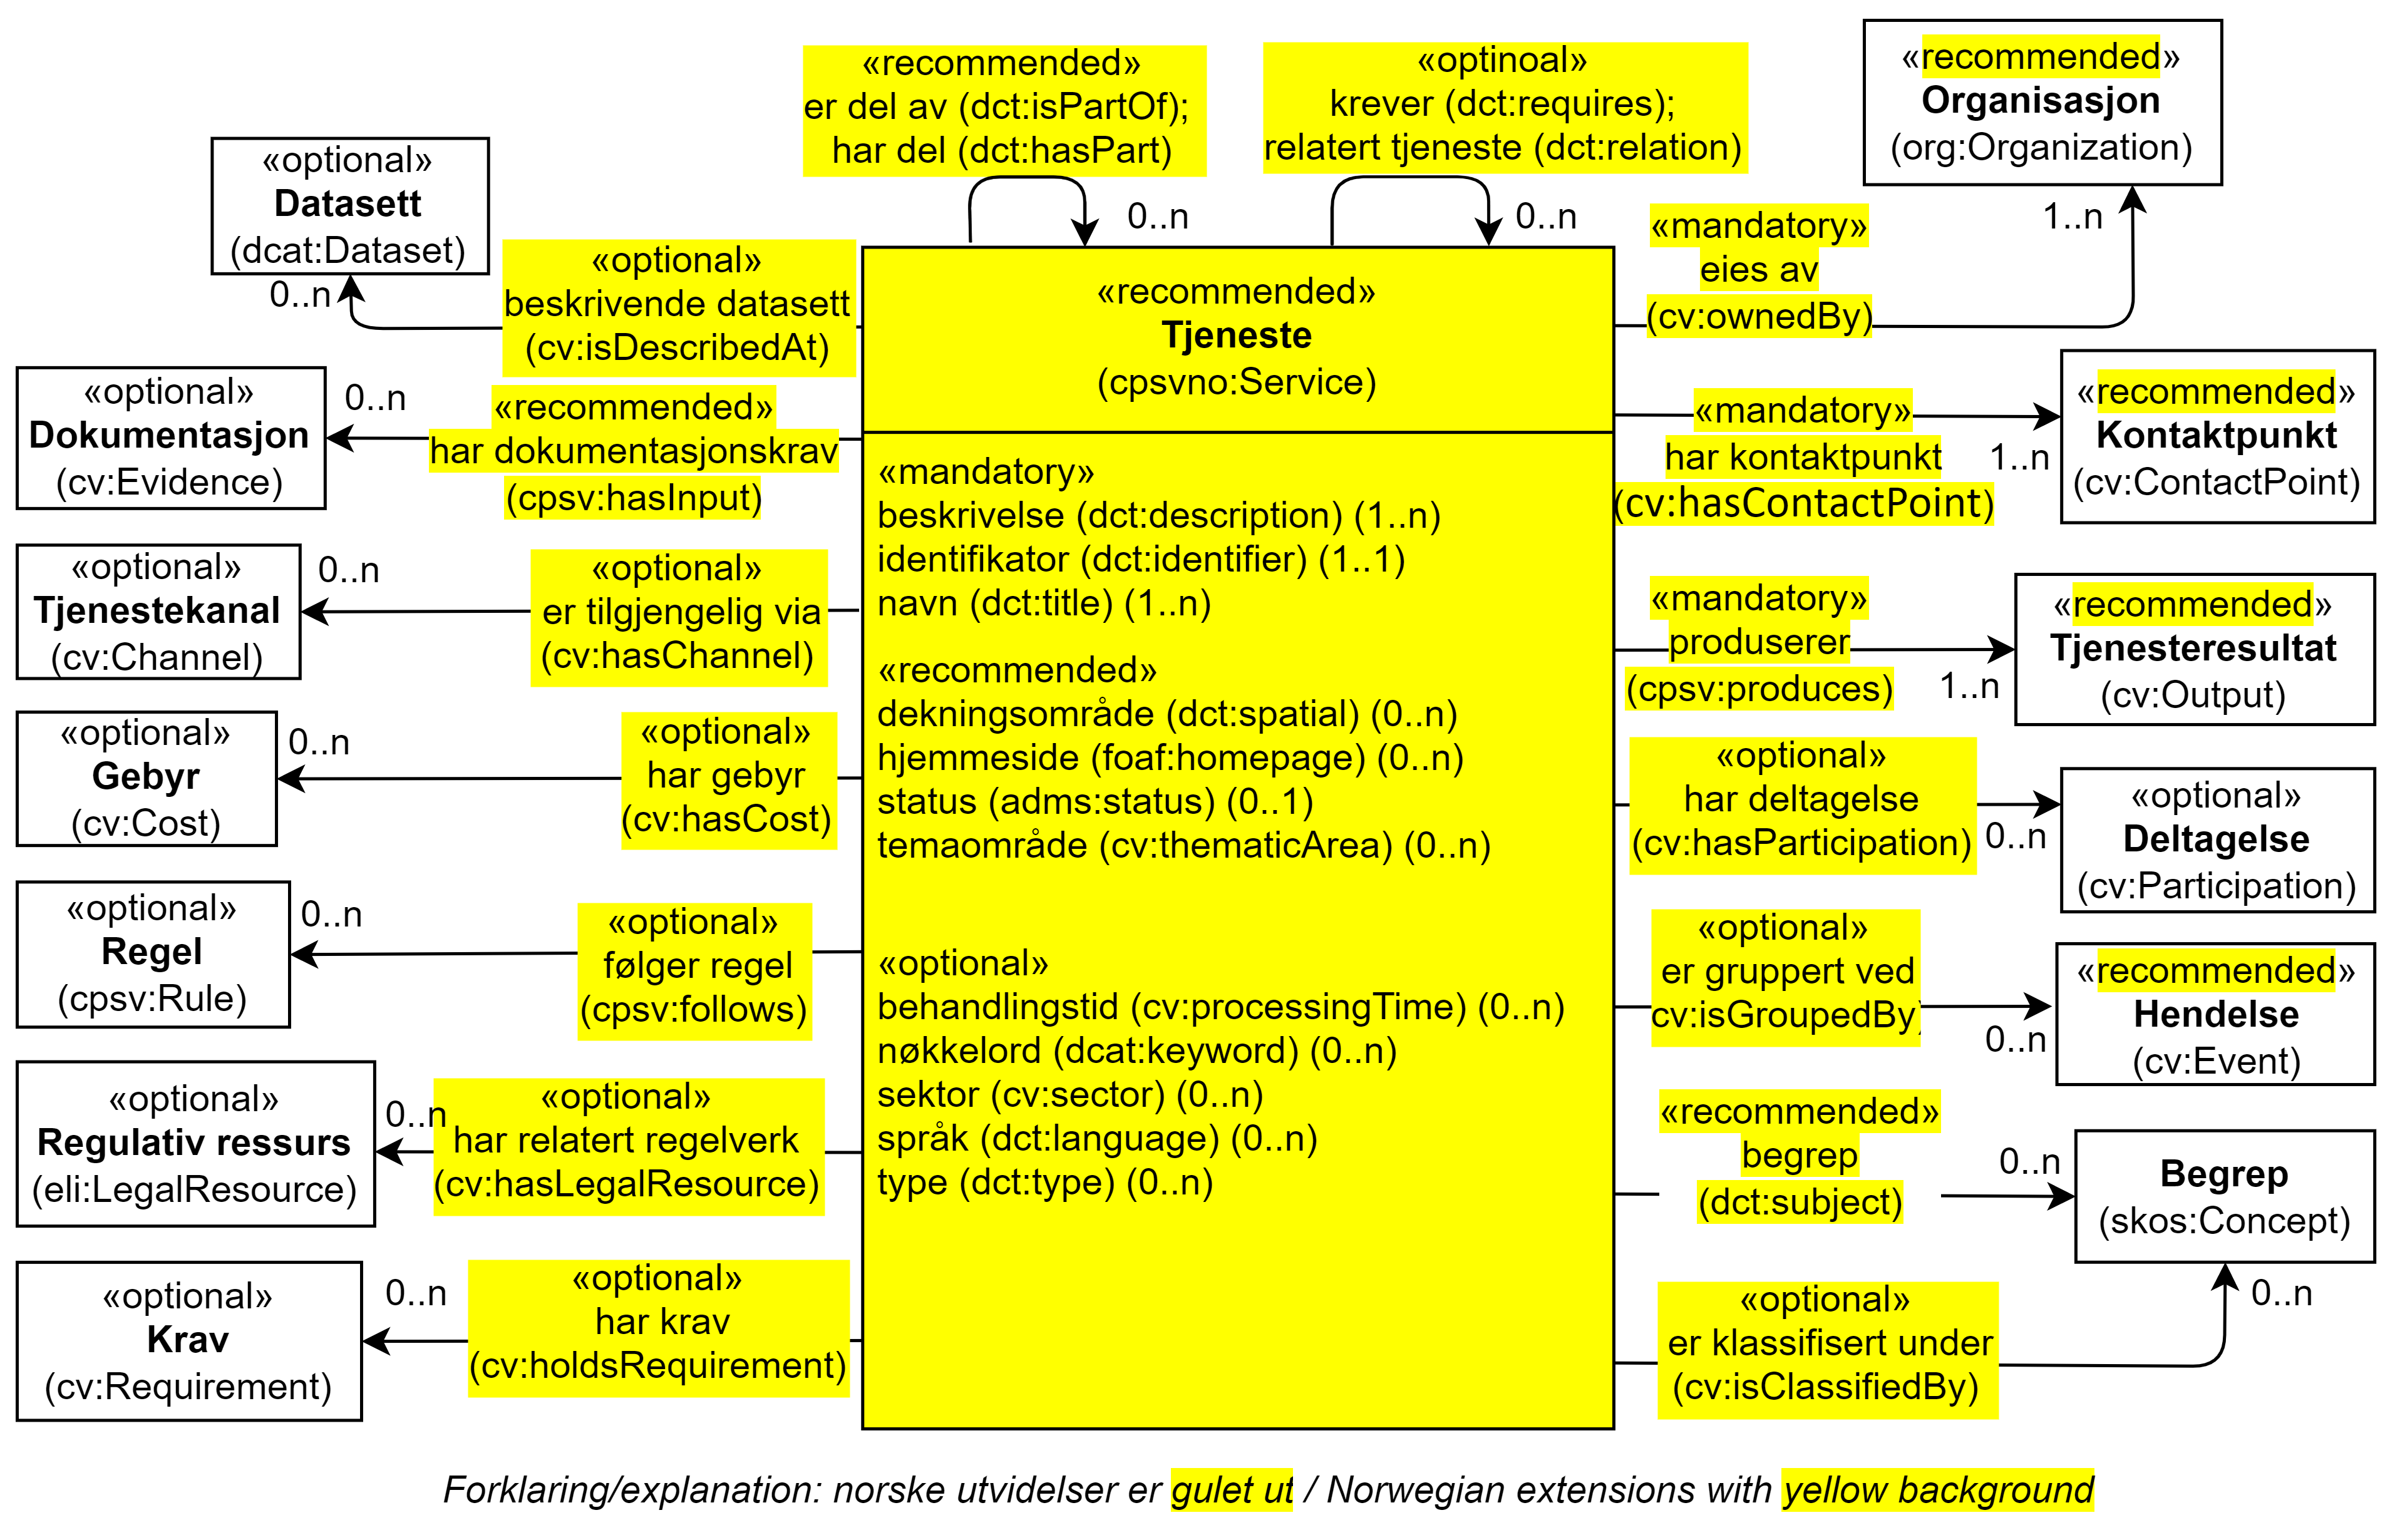 «recommended»
er del av (dct:isPartOf);
har del (dct:hasPart)
0..n
«optinoal»
krever (dct:requires);
relatert tjeneste (dct:relation)
0..n
«recommended»
Organisasjon
(org:Organization)
1..n
«optional»
Datasett
(dcat:Dataset)
0..n
«optional»
beskrivende datasett
(cv:isDescribedAt)
«mandatory»
eies av
(cv:ownedBy)
«recommended»
Tjeneste
(cpsvno:Service)
«mandatory»
beskrivelse (dct:description) (1..n)
identifikator (dct:identifier) (1..1)
navn (dct:title) (1..n)
«recommended»
dekningsområde (dct:spatial) (0..n)
hjemmeside (foaf:homepage) (0..n)
status (adms:status) (0..1)
temaområde (cv:thematicArea) (0..n)
«optional»
behandlingstid (cv:processingTime) (0..n)
nøkkelord (dcat:keyword) (0..n)
sektor (cv:sector) (0..n)
språk (dct:language) (0..n)
type (dct:type) (0..n)
«optional»
Dokumentasjon
(cv:Evidence)
0..n
«recommended»
har dokumentasjonskrav
(cpsv:hasInput)
«optional»
Tjenestekanal
(cv:Channel)
0..n
«optional»
er tilgjengelig via
(cv:hasChannel)
«optional»
Gebyr
(cv:Cost)
0..n
«optional»
har gebyr
(cv:hasCost)
«optional»
Regel
(cpsv:Rule)
0..n
«optional»
følger regel
(cpsv:follows)
«optional»
Regulativ ressurs
(eli:LegalResource)
0..n
«optional»
har relatert regelverk
(cv:hasLegalResource)
«optional»
Krav
(cv:Requirement)
0..n
«optional»
har krav
(cv:holdsRequirement)
«mandatory»
har kontaktpunkt
(cv:hasContactPoint)
1..n
«recommended»
Kontaktpunkt
(cv:ContactPoint)
«mandatory»
produserer
(cpsv:produces)
1..n
«recommended»
Tjenesteresultat
(cv:Output)
«optional»
har deltagelse
(cv:hasParticipation)
0..n
«optional»
Deltagelse
(cv:Participation)
«optional»
er gruppert ved
cv:isGroupedBy)
0..n
«recommended»
Hendelse
(cv:Event)
«recommended»
begrep
(dct:subject)
0..n
Begrep
(skos:Concept)
«optional»
er klassifisert under
(cv:isClassifiedBy)
0..n
Forklaring/explanation: norske utvidelser er gulet ut / Norwegian extensions with yellow background